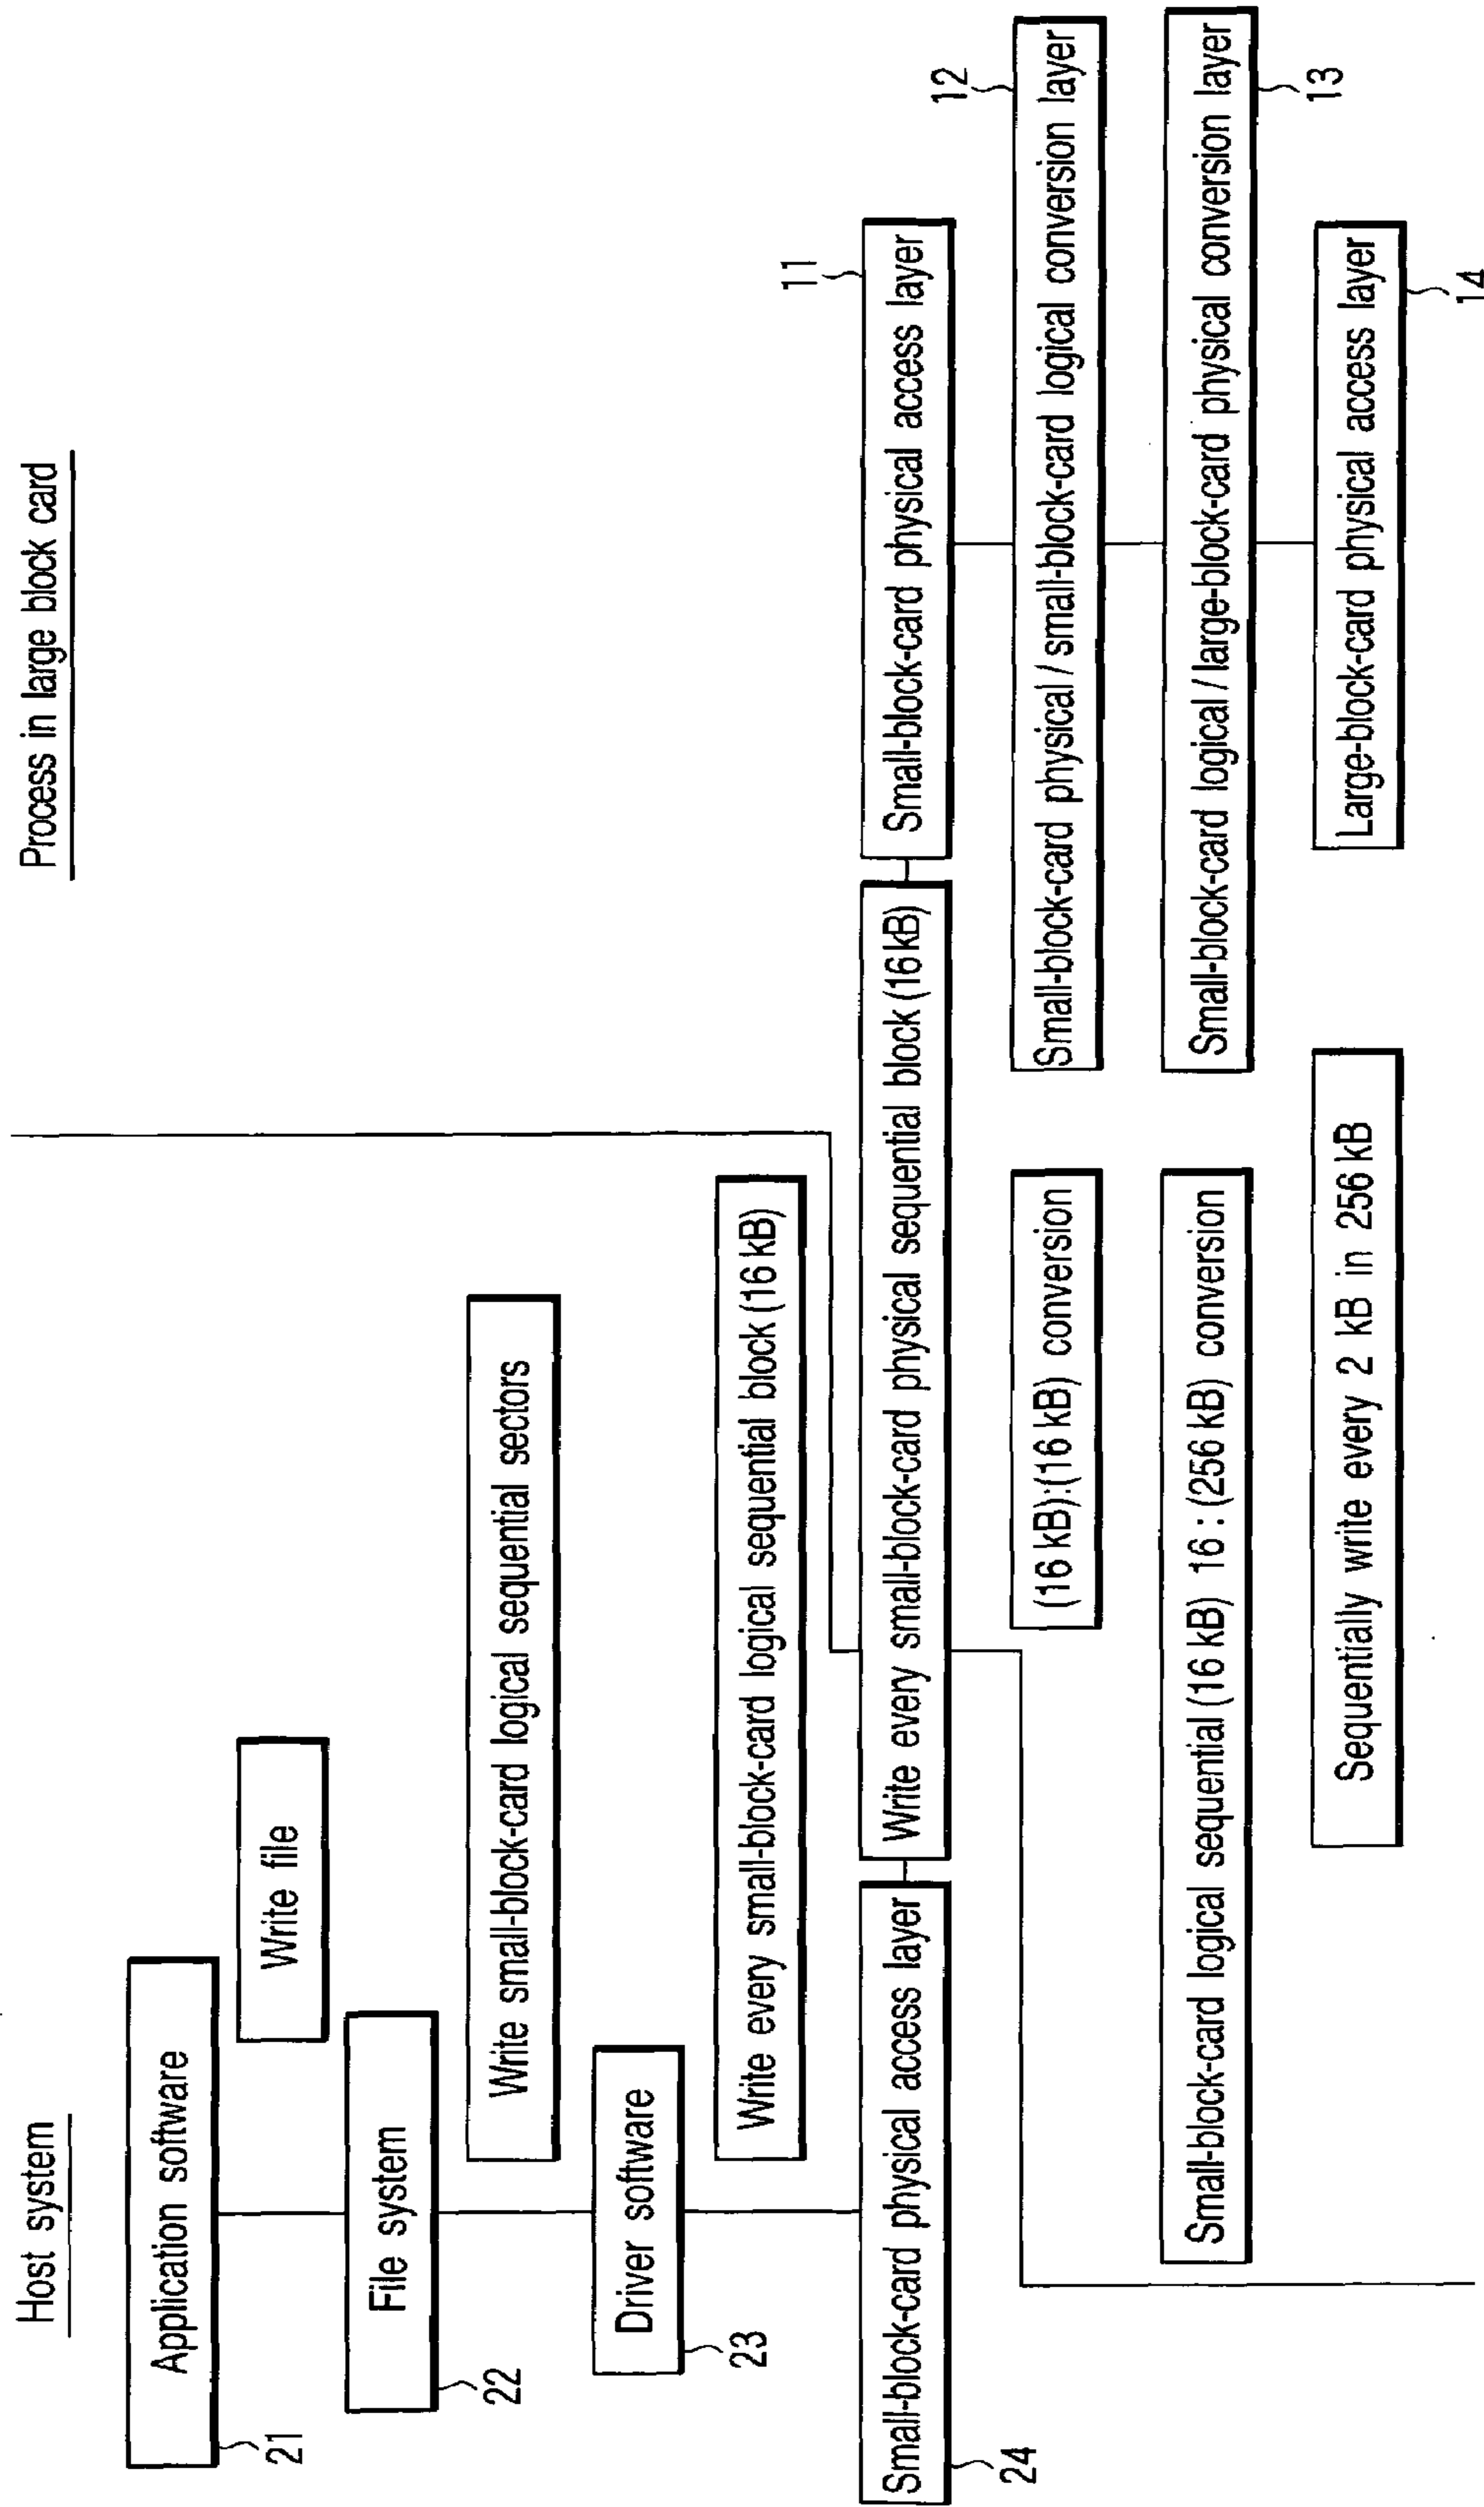 Host system
Process in large block card
Application software
21
Write file
File system
22
Write small-block-card logical sequential sectors
Driver software
23
Write every small-block-card logical sequential block (16 kB)
Small-block-card physical access layer
24
Write every small-block-card physical sequential block (16 kB)
Small-block-card physical access layer
11
(16 kB):(16 kB) conversion
Small-block-card physical / small-block-card logical conversion layer
12
Small-block-card logical sequential (16 kB) 16 : (256 kB) conversion
Small-block-card logical / large-block-card physical conversion layer
13
Sequentially write every 2 kB in 256 kB
Large-block-card physical access layer
14